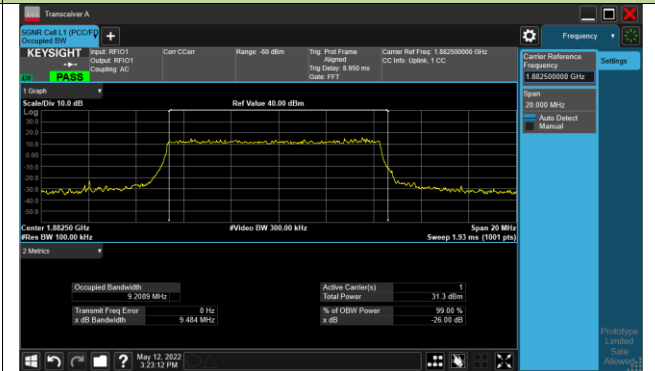 Transceiver A
5GNR Cell L1 (PCC/F
Occupied BW
Frequency
KEYSIGHT
Input: RFIO1
Output: RFIO1
Coupling: AC
Corr CCorr
Range -60 dBm
Trig: Prot Frame
Aligned
Trig Delay: 8.950 ms
Gate: FFT
Carrier Ref Freq: 1.882500000 GHz
CC Info: Uplink, 1 CC
PASS
Carrier Reference
Frequency
1.882500000 GHz
Settings
Span
20.000 MHz
Auto Detect
Manual
1 Graph
Scale/Div 10.0 dB
Ref Value 40.00 dBm
Log
30.0
20.0
10.0
0.00
-10.0
-20.0
-30.0
-40.0
-50.0
Center 1.88250 GHz
#Video BW 300.00 kHz
Span 20 MHz
#Res BW 100.00 kHz
Sweep 1.93 ms (1001 pts)
2 Metrics
Occupied Bandwidth
9.2089 MHz
Active Carrier(s) 1
Total Power 31.3 dBm
Transmit Freq Error 0 Hz
x dB Bandwidth 9.484 MHz
% of OBW Power 99.00 %
x dB -26.00 dB
Prototype
Limited
Sale
Allowed
May 12, 2022
3:23:12 PM